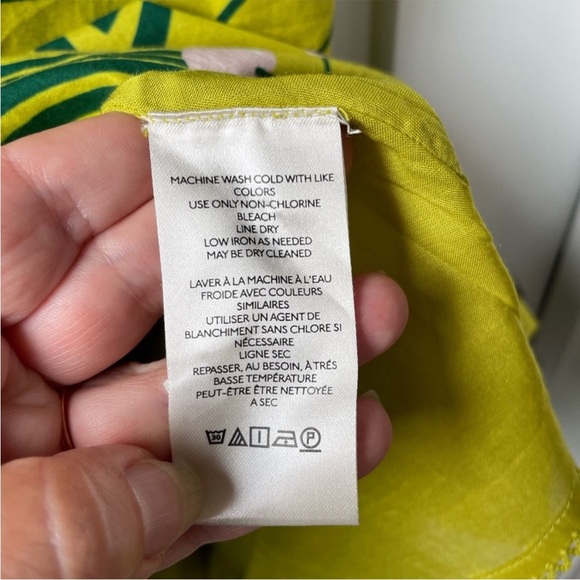 MACHINE WASH COLD WITH LIKE
COLORS
USE ONLY NON-CHLORINE
BLEACH
LINE DRY
LOW IRON AS NEEDED
MAY BE DRY CLEANED
LAVER À LA MACHINE À L'EAU
FROIDE AVEC COULEURS
SIMILAIRES
UTILISER UN AGENT DE
BLANCHIMENT SANS CHLORE SI
NÉCESSAIRE
LIGNE SEC
REPASSER, AU BESOIN, À TRÉS
BASSE TEMPÉRATURE
PEUT-ÊTRE ÊTRE NETTOYÉE
A SEC
30 P